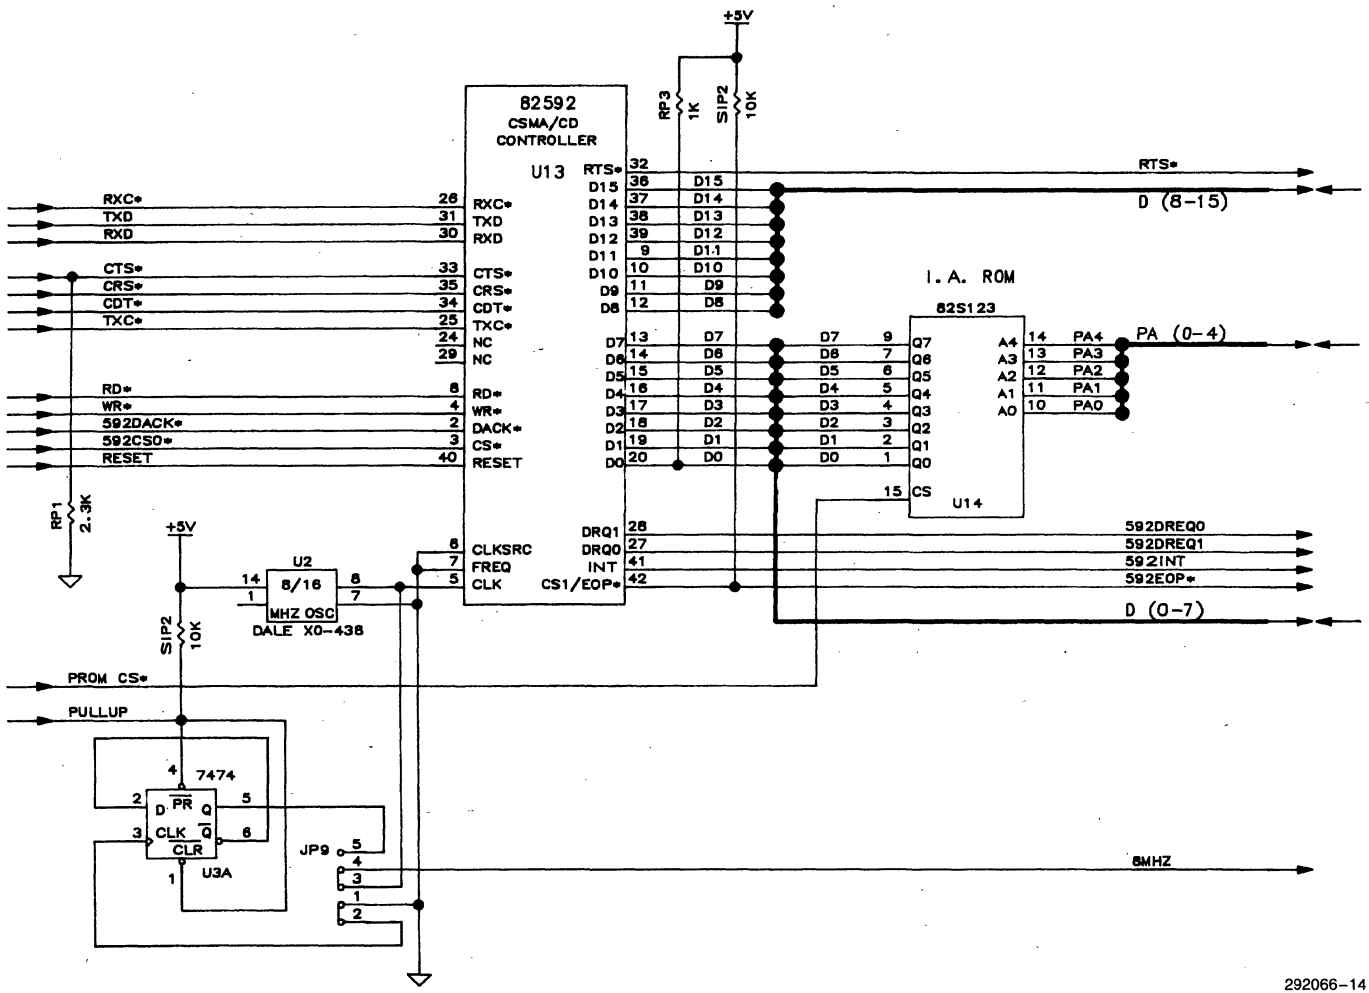 +5V
RP3
1K
SIP2
10K
82592
CSMA/CD
CONTROLLER
U13
RTS* 32 RTS*
D15 36 D15
D14 37 D14
D13 38 D13
D12 39 D12
D11 9 D11
D10 10 D10
D9 11 D9
D8 12 D8
D (8-15)
RXC* 26 RXC*
TXD 31 TXD
RXD 30 RXD
CTS* 33 CTS*
CRS* 35 CRS*
CDT* 34 CDT*
TXC* 25 TXC*
24 NC
29 NC
RD* 8 RD*
WR* 4 WR*
592DACK* 2 DACK*
592CS0* 3 CS*
RESET 40 RESET
I.A. ROM
82S123
D7 13 D7 D7 9 Q7 A4 14 PA4
D6 14 D6 D6 7 Q6 A3 13 PA3
D5 15 D5 D5 6 Q5 A2 12 PA2
D4 16 D4 D4 5 Q4 A1 11 PA1
D3 17 D3 D3 4 Q3 A0 10 PA0
D2 18 D2 D2 3 Q2
D1 19 D1 D1 2 Q1
D0 20 D0 D0 1 Q0
PA (0-4)
15 CS
U14
RP1
2.3K
+5V
DRQ1 28 592DREQ0
DRQ0 27 592DREQ1
INT 41 592INT
CS1/EOP* 42 592EOP*
6 CLKSRC
7 FREQ
5 CLK
U2
14 8/16 8
1 MHZ OSC 7
DALE XO-438
SIP2
10K
D (0-7)
PROM CS*
PULLUP
4 7474
2 D PR Q 5
3 CLK Q 6
CLR
1 U3A
JP9 5
4
3
1
2
8MHZ
292066-14